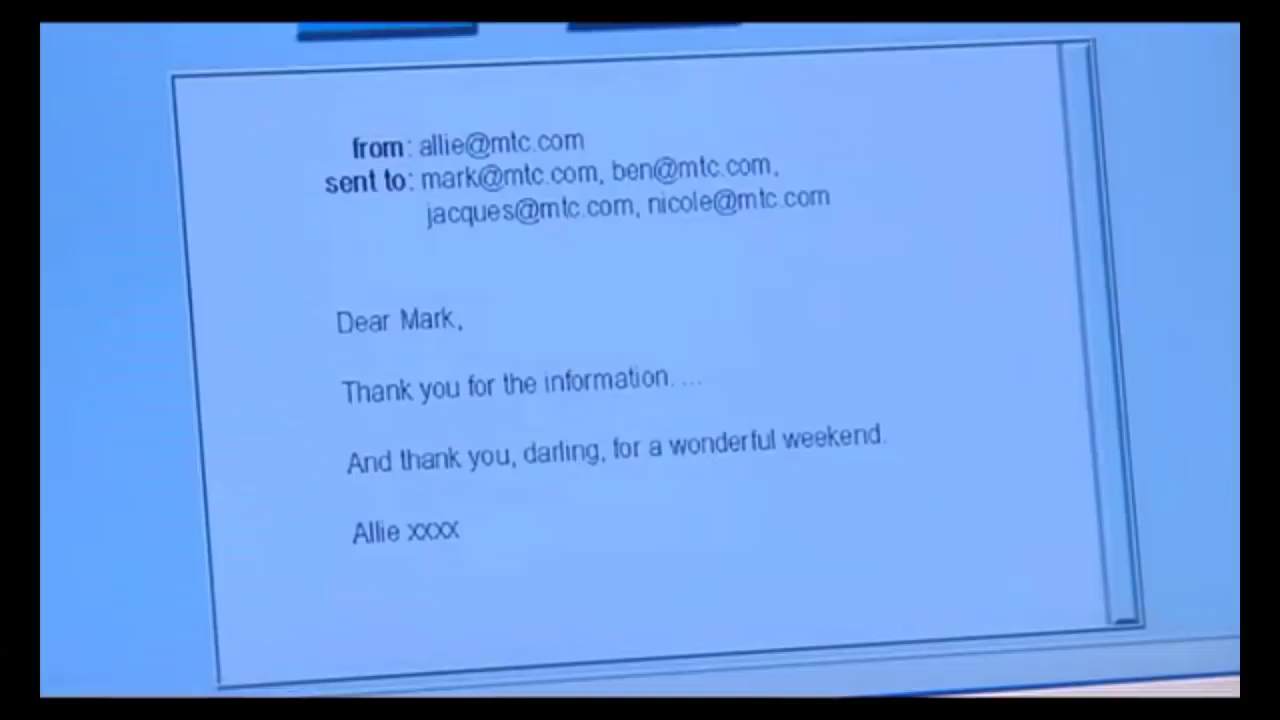 from: allie@mtc.com
sent to: mark@mtc.com, ben@mtc.com,
jacques@mtc.com, nicole@mtc.com
Dear Mark,
Thank you for the information. ...
And thank you, darling, for a wonderful weekend.
Allie xxxx